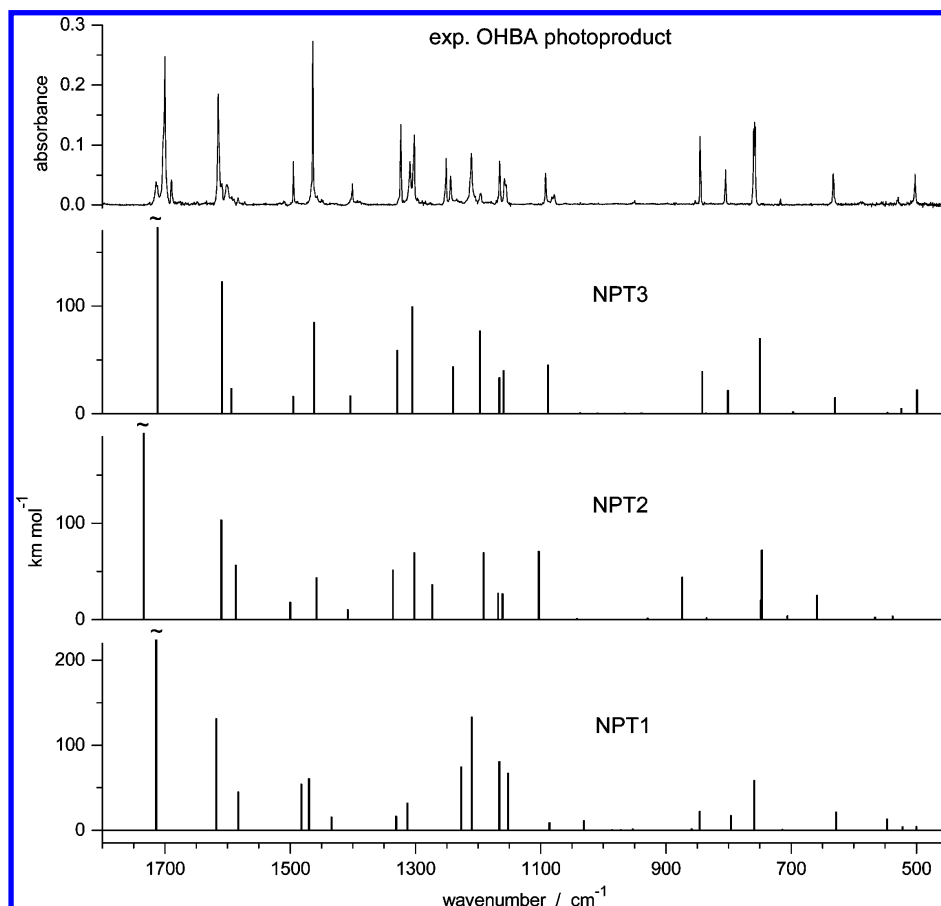 exp. OHBA photoproduct
absorbance
0.3
0.2
0.1
0.0
~
NPT3
100
0
~
NPT2
100
0
km mol-1
~
NPT1
200
100
0
1700 1500 1300 1100 900 700 500
wavenumber / cm-1